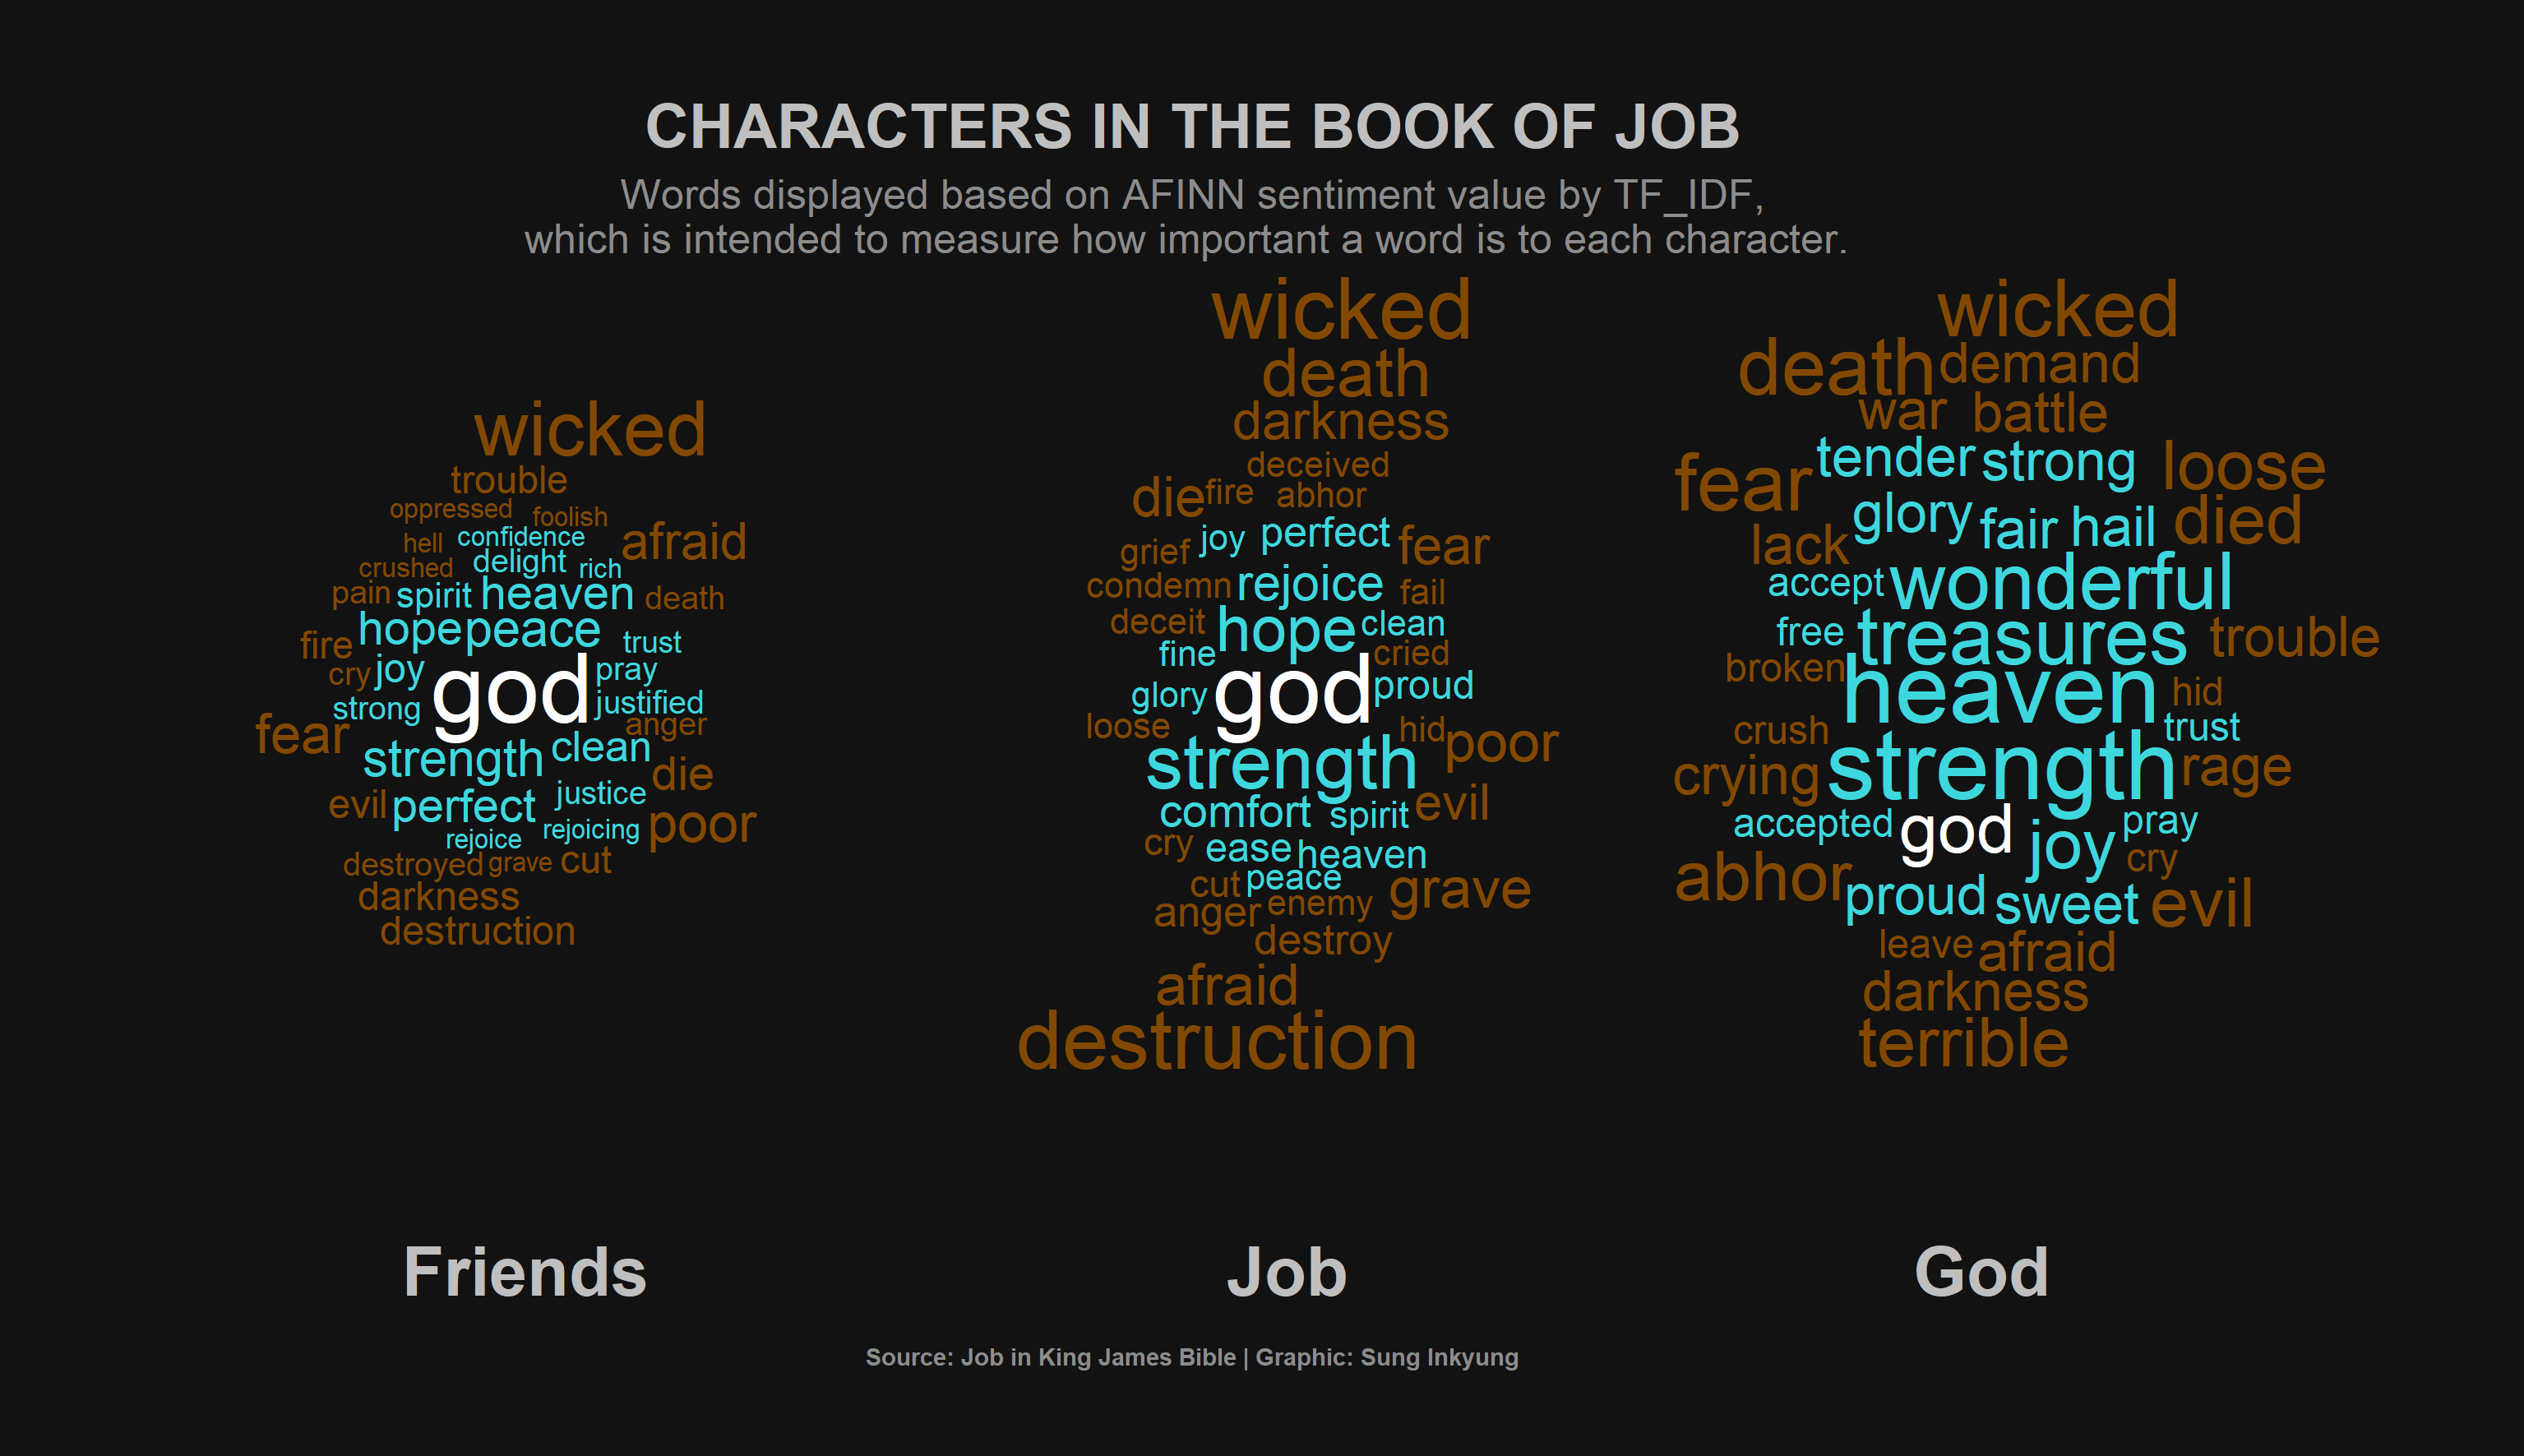 CHARACTERS IN THE BOOK OF JOB
Words displayed based on AFINN sentiment value by TF_IDF,
which is intended to measure how important a word is to each character.
wicked
trouble
oppressed foolish
hell confidence afraid
crushed delight rich
pain spirit heaven death
hope peace trust
fire joy pray
cry god justified
strong anger
fear strength clean
die
evil perfect justice
rejoice rejoicing poor
destroyed grave cut
darkness
destruction
Friends
wicked
death
darkness
deceived
die fire abhor
grief joy perfect fear
condemn rejoice fail
deceit hope clean
fine cried
glory god proud
loose hid poor
strength
comfort spirit evil
cry ease heaven
cut peace grave
anger enemy
destroy
afraid
destruction
Job
wicked
death demand
war battle
fear tender strong loose
glory fair hail died
lack
accept wonderful
free treasures trouble
broken heaven hid
crush trust
crying strength rage
accepted god joy pray
cry
abhor proud sweet evil
leave afraid
darkness
terrible
God
Source: Job in King James Bible | Graphic: Sung Inkyung